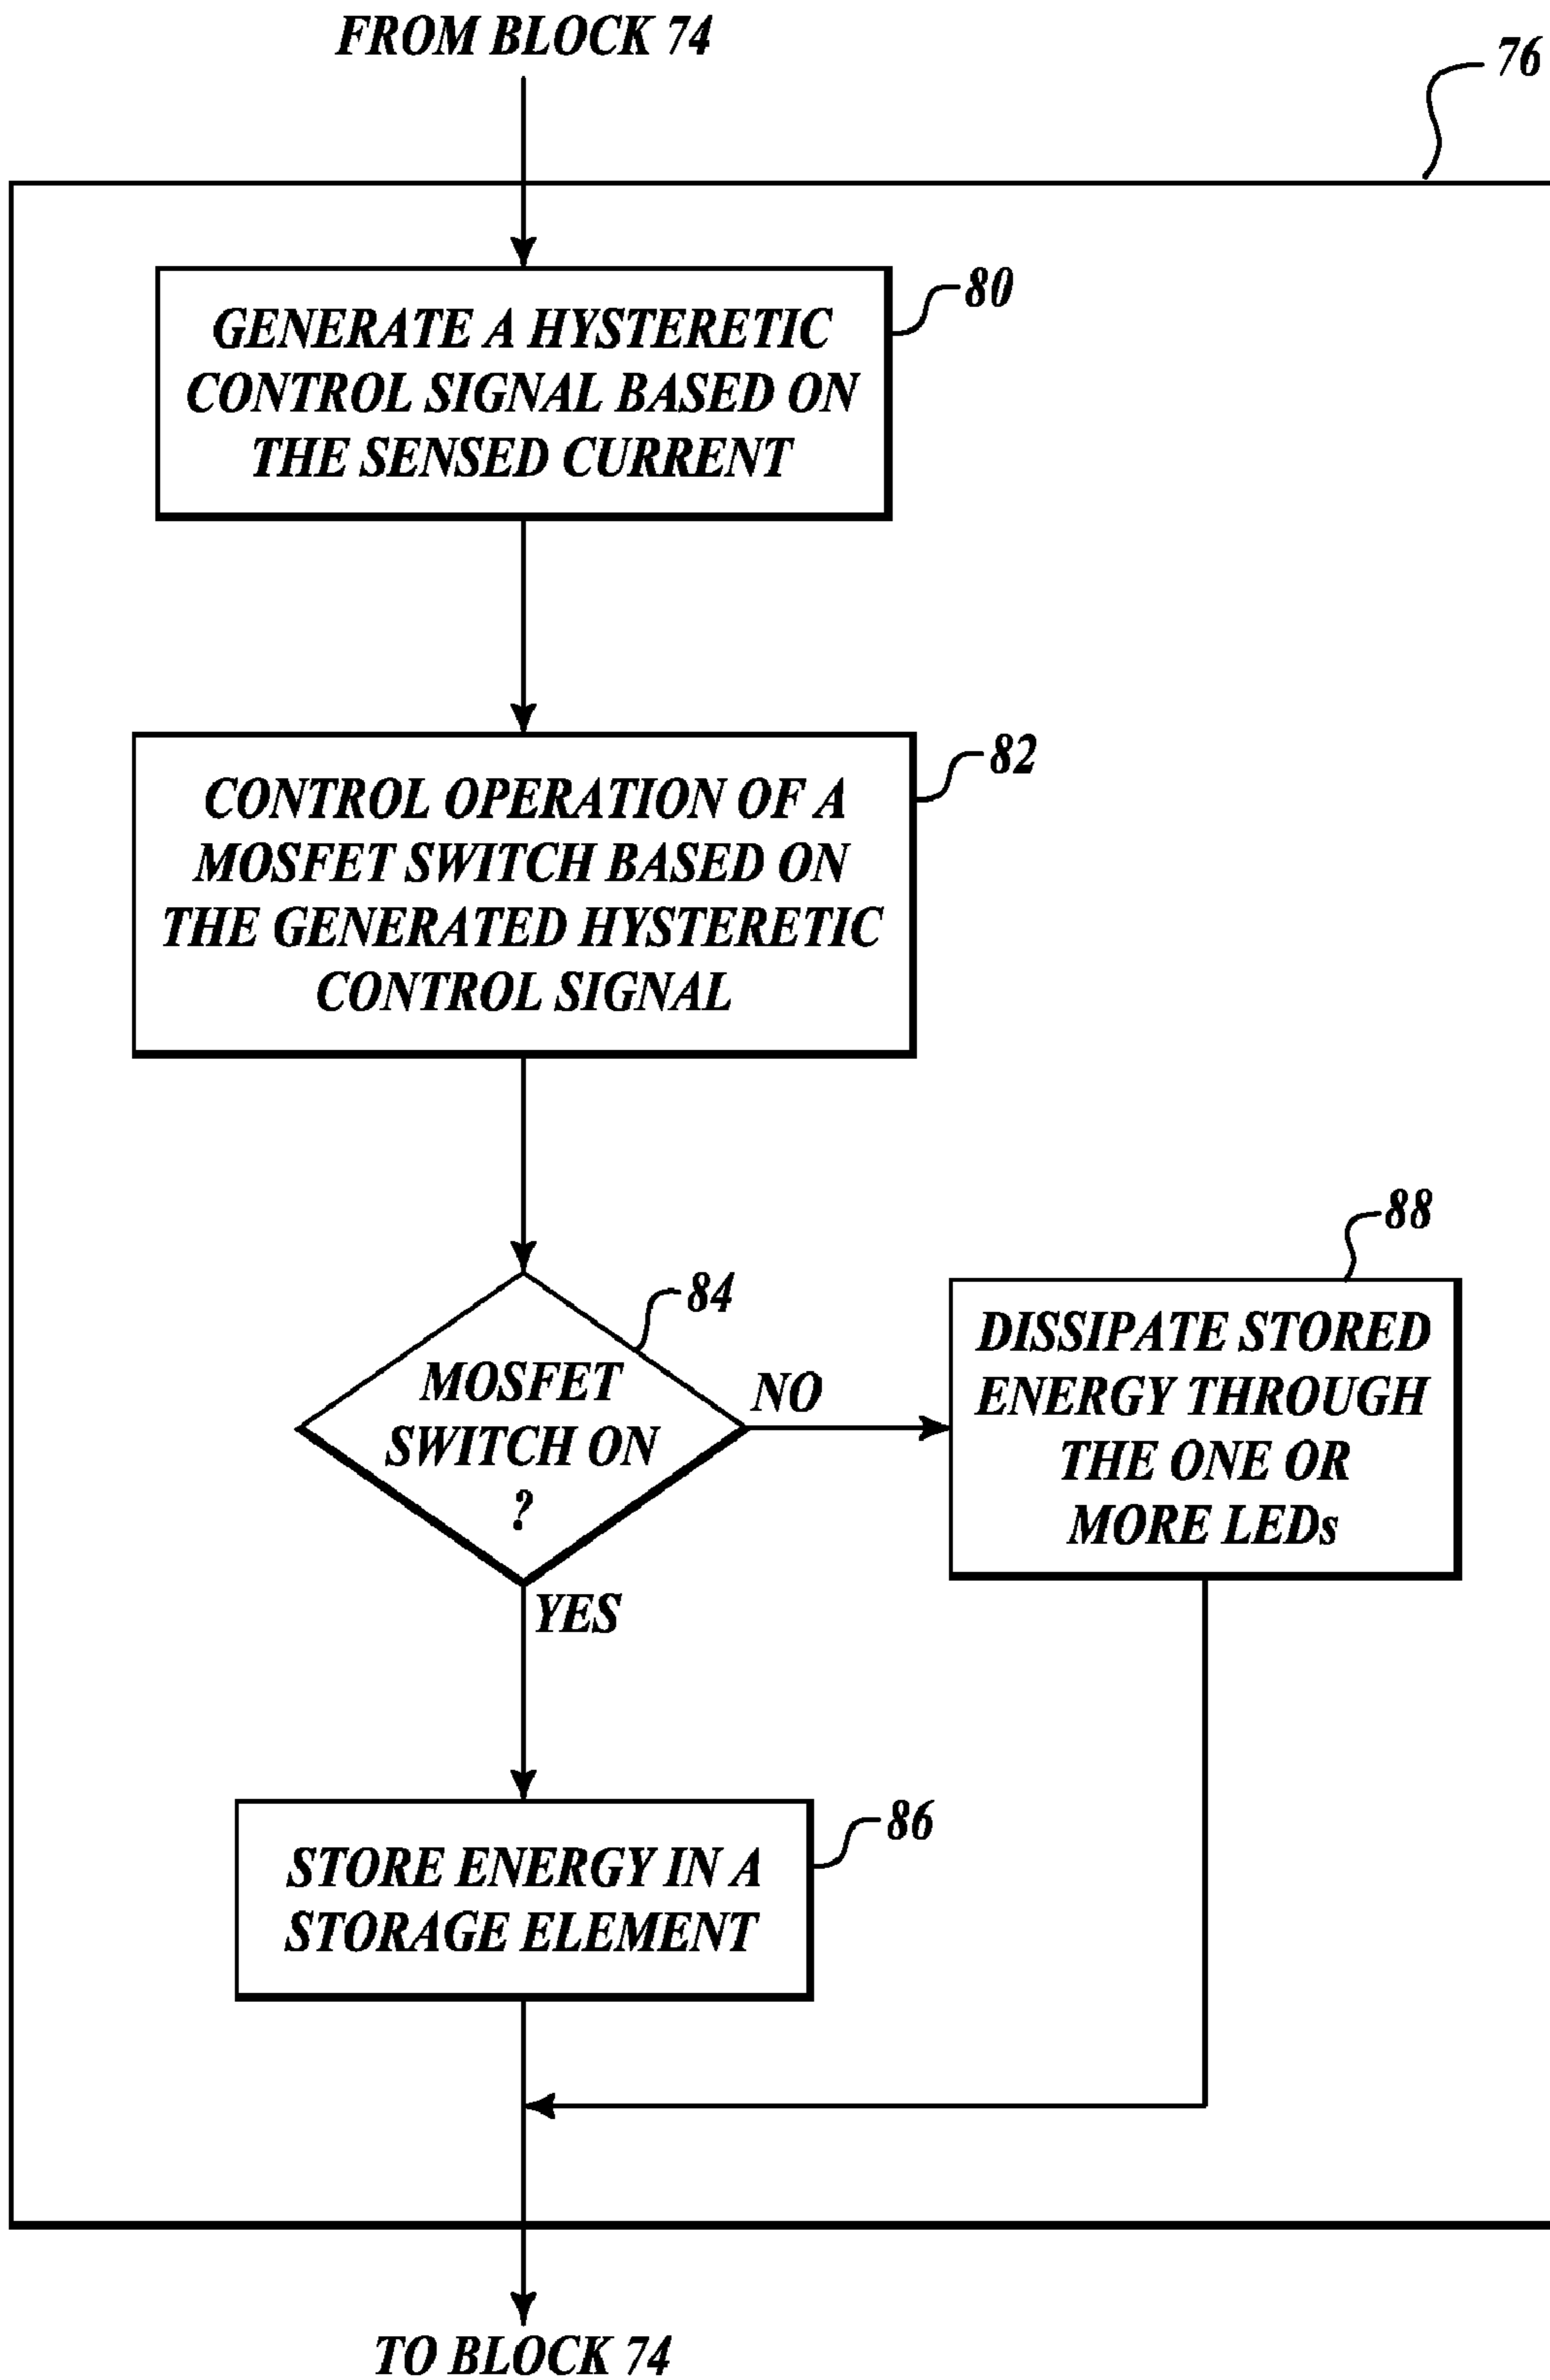 FROM BLOCK 74
76
80
GENERATE A HYSTERETIC
CONTROL SIGNAL BASED ON
THE SENSED CURRENT
82
CONTROL OPERATION OF A
MOSFET SWITCH BASED ON
THE GENERATED HYSTERETIC
CONTROL SIGNAL
84
MOSFET
SWITCH ON
?
NO
88
DISSIPATE STORED
ENERGY THROUGH
THE ONE OR
MORE LEDs
YES
86
STORE ENERGY IN A
STORAGE ELEMENT
TO BLOCK 74